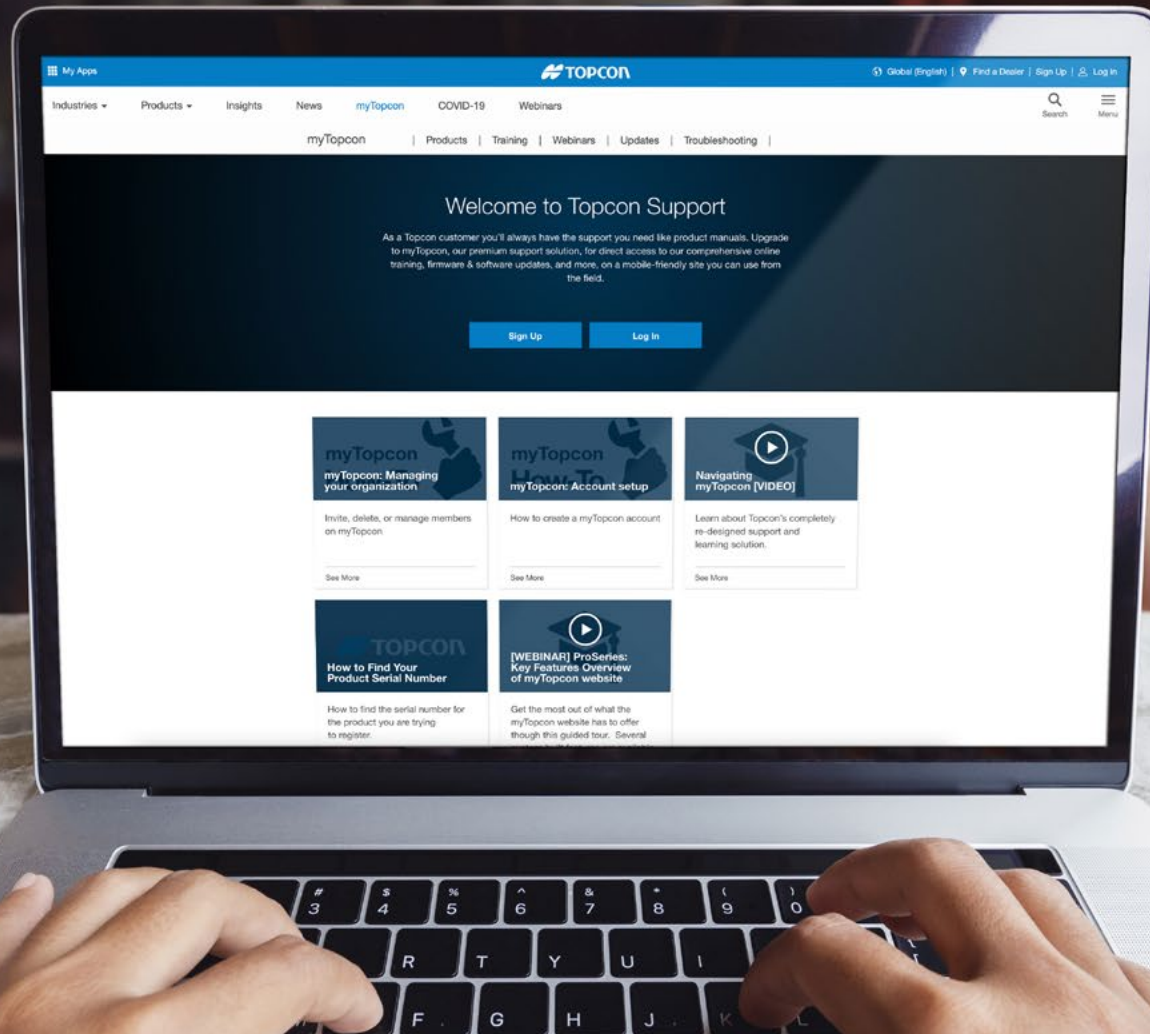 My Apps
TOPCON
Global (English) | Find a Dealer | Sign Up | Log In
Industries Products Insights News myTopcon COVID-19 Webinars
Search Menu
myTopcon | Products | Training | Webinars | Updates | Troubleshooting |
Welcome to Topcon Support
As a Topcon customer you'll always have the support you need like product manuals. Upgrade
to myTopcon, our premium support solution, for direct access to our comprehensive online
training, firmware & software updates, and more, on a mobile-friendly site you can use from
the field.
Sign Up Log In
myTopcon
myTopcon: Managing
your organization
Invite, delete, or manage members
on myTopcon
See More
myTopcon
How-To
myTopcon: Account setup
How to create a myTopcon account
See More
Navigating
myTopcon [VIDEO]
Learn about Topcon's completely
re-designed support and
learning solution.
See More
TOPCON
How to Find Your
Product Serial Number
How to find the serial number for
the product you are trying
to register.
[WEBINAR] ProSeries:
Key Features Overview
of myTopcon website
Get the most out of what the
myTopcon website has to offer
though this guided tour. Several
# $ % ^ & * ( )
3 4 5 6 7 8 9 0
R T Y U I
F G H J K L